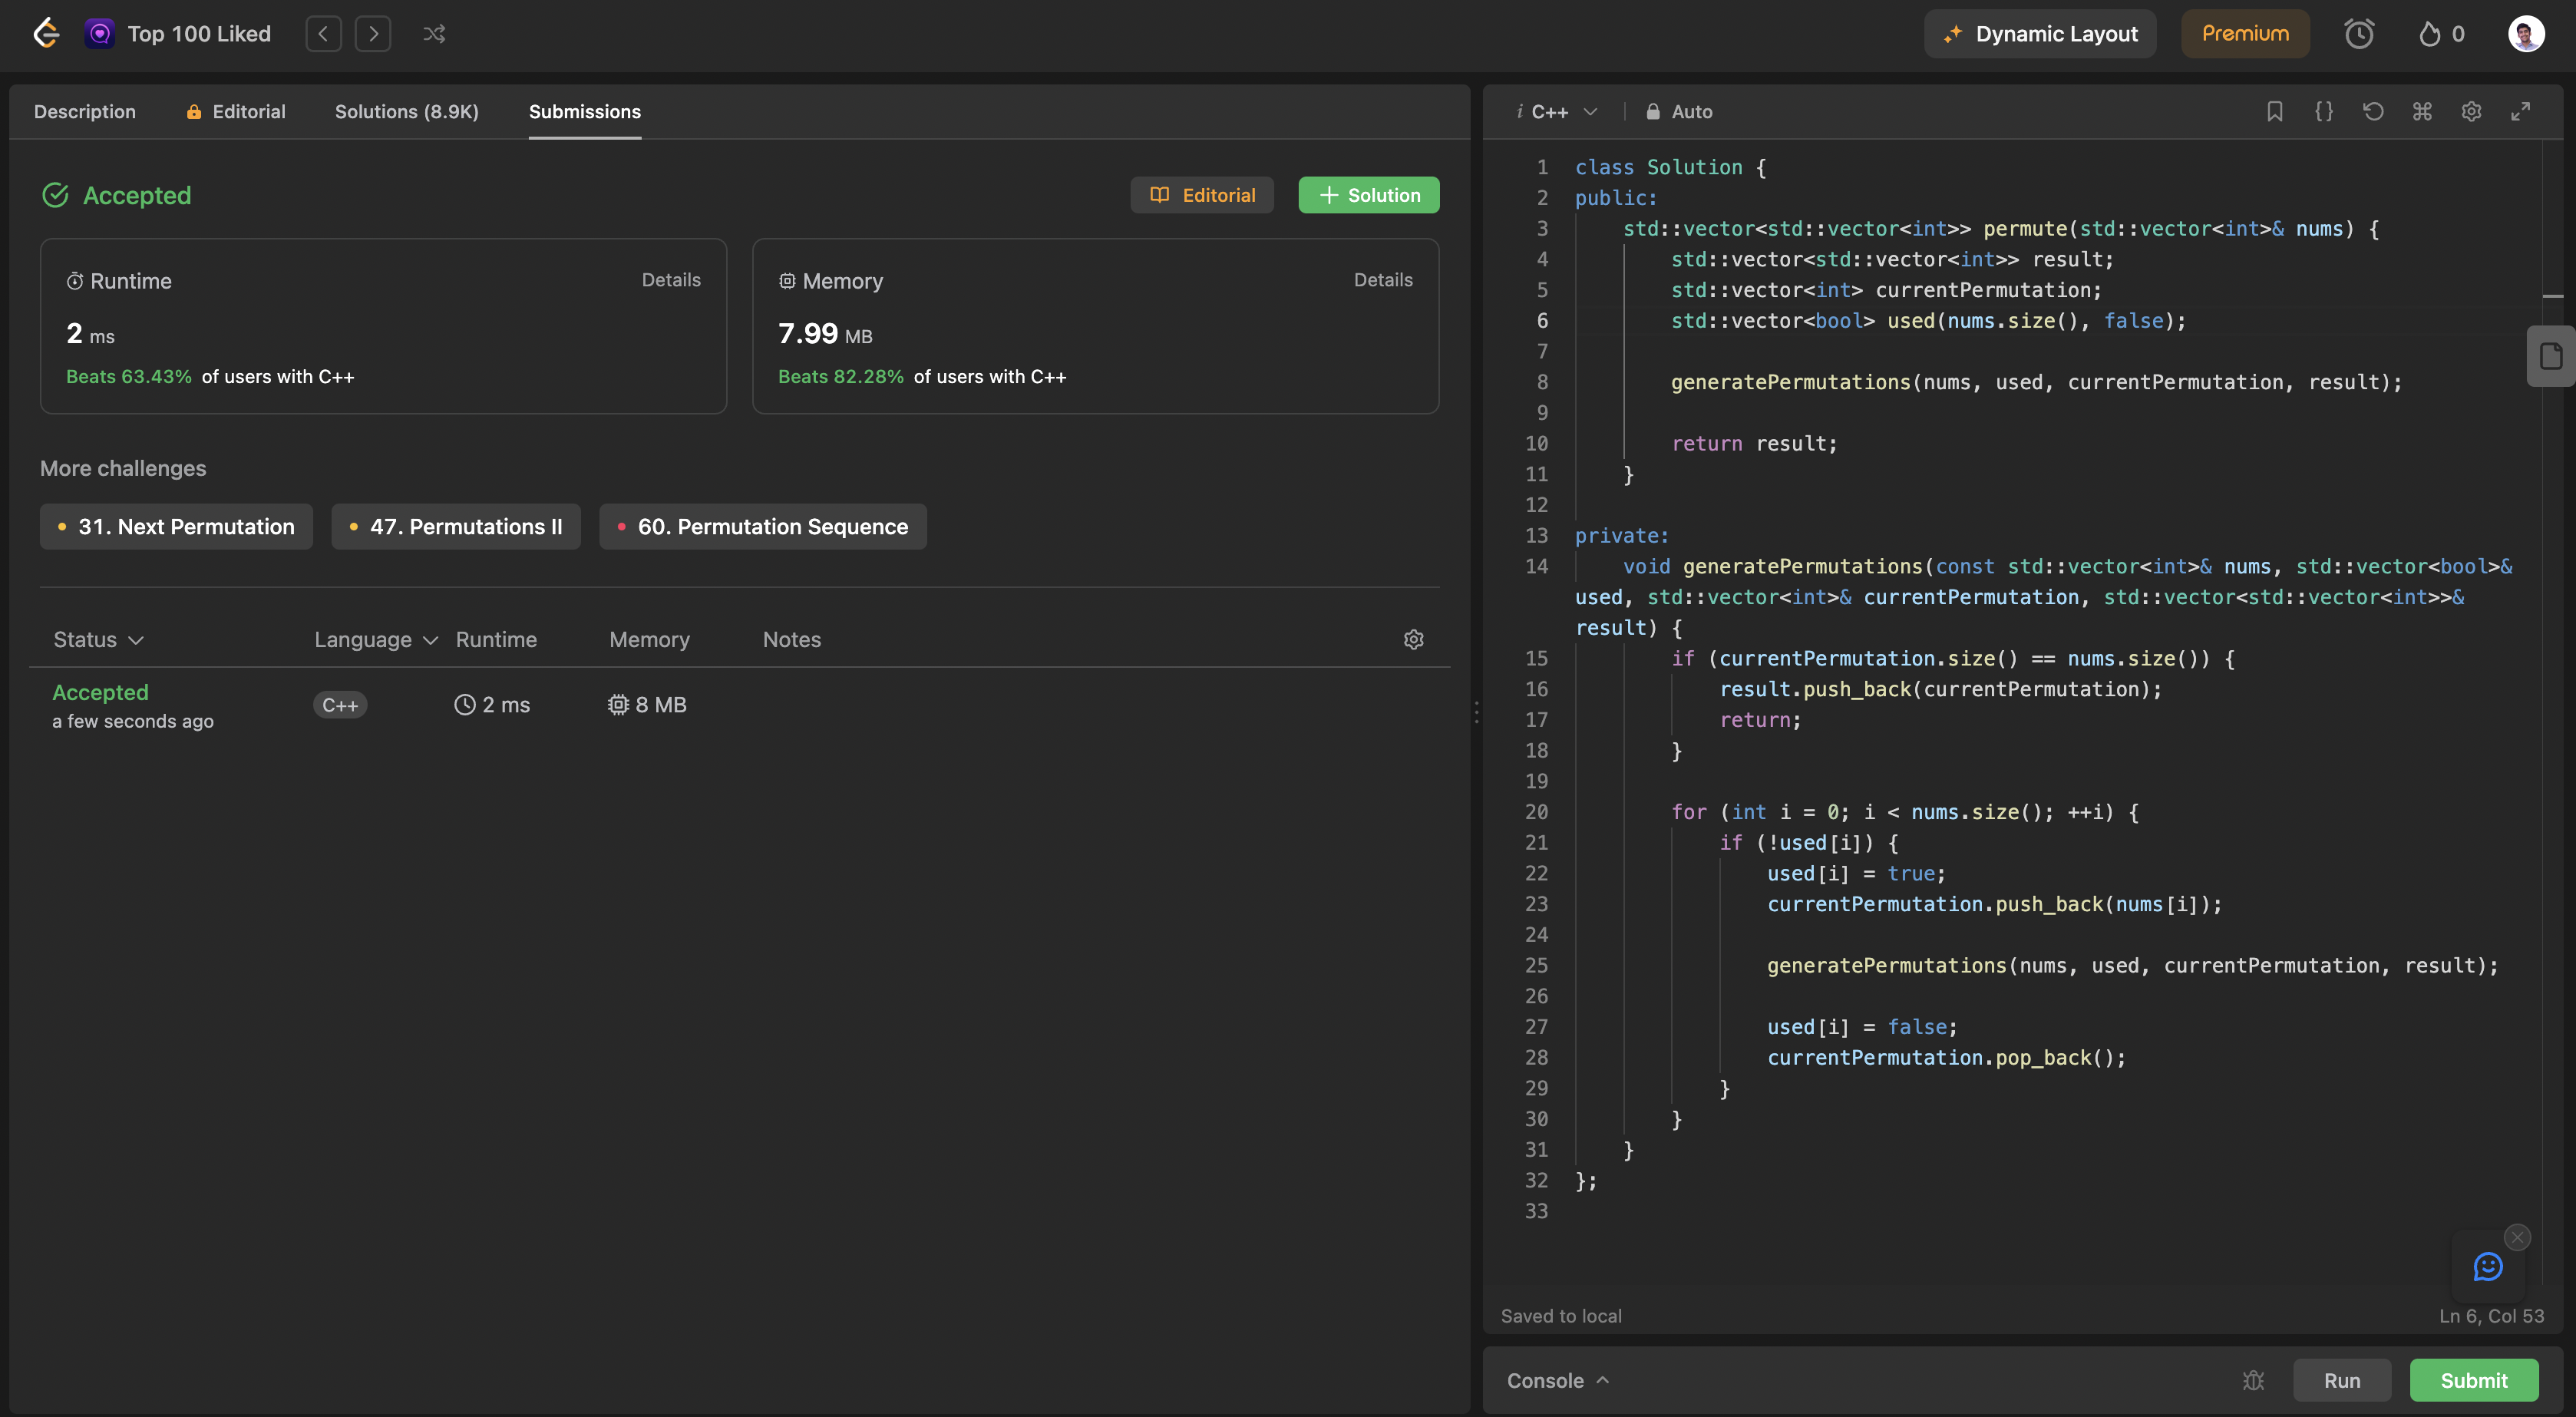 Top 100 Liked
Dynamic Layout
Premium
0
Description
Editorial
Solutions (8.9K)
Submissions
Accepted
Editorial
Solution
Runtime
Details
2 ms
Beats 63.43% of users with C++
Memory
Details
7.99 MB
Beats 82.28% of users with C++
More challenges
31. Next Permutation
47. Permutations II
60. Permutation Sequence
Status
Language
Runtime
Memory
Notes
Accepted
a few seconds ago
C++
2 ms
8 MB
i C++
Auto
1 class Solution {
2 public:
3     std::vector<std::vector<int>> permute(std::vector<int>& nums) {
4         std::vector<std::vector<int>> result;
5         std::vector<int> currentPermutation;
6         std::vector<bool> used(nums.size(), false);
7
8         generatePermutations(nums, used, currentPermutation, result);
9
10         return result;
11     }
12
13 private:
14     void generatePermutations(const std::vector<int>& nums, std::vector<bool>&
used, std::vector<int>& currentPermutation, std::vector<std::vector<int>>&
result) {
15         if (currentPermutation.size() == nums.size()) {
16             result.push_back(currentPermutation);
17             return;
18         }
19
20         for (int i = 0; i < nums.size(); ++i) {
21             if (!used[i]) {
22                 used[i] = true;
23                 currentPermutation.push_back(nums[i]);
24
25                 generatePermutations(nums, used, currentPermutation, result);
26
27                 used[i] = false;
28                 currentPermutation.pop_back();
29             }
30         }
31     }
32 };
33
Saved to local
Ln 6, Col 53
Console
Run
Submit